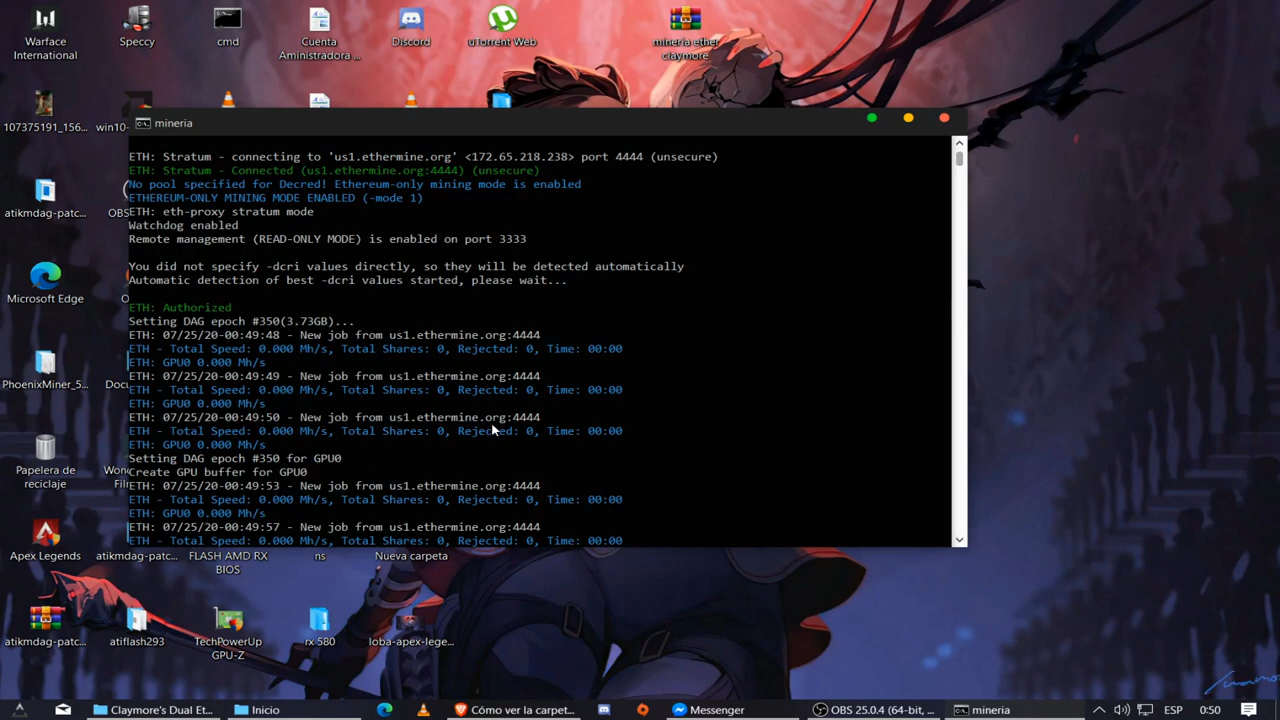 Warface
International
Speccy
cmd
Cuenta
Aministradora ...
Discord
uTorrent Web
mineria ether
claymore
107375191_156...
win10-
mineria
ETH: Stratum - connecting to 'us1.ethermine.org' <172.65.218.238> port 4444 (unsecure)
ETH: Stratum - Connected (us1.ethermine.org:4444) (unsecure)
No pool specified for Decred! Ethereum-only mining mode is enabled
ETHEREUM-ONLY MINING MODE ENABLED (-mode 1)
ETH: eth-proxy stratum mode
Watchdog enabled
Remote management (READ-ONLY MODE) is enabled on port 3333
You did not specify -dcri values directly, so they will be detected automatically
Automatic detection of best -dcri values started, please wait...
ETH: Authorized
Setting DAG epoch #350(3.73GB)...
ETH: 07/25/20-00:49:48 - New job from us1.ethermine.org:4444
ETH - Total Speed: 0.000 Mh/s, Total Shares: 0, Rejected: 0, Time: 00:00
ETH: GPU0 0.000 Mh/s
ETH: 07/25/20-00:49:49 - New job from us1.ethermine.org:4444
ETH - Total Speed: 0.000 Mh/s, Total Shares: 0, Rejected: 0, Time: 00:00
ETH: GPU0 0.000 Mh/s
ETH: 07/25/20-00:49:50 - New job from us1.ethermine.org:4444
ETH - Total Speed: 0.000 Mh/s, Total Shares: 0, Rejected: 0, Time: 00:00
ETH: GPU0 0.000 Mh/s
Setting DAG epoch #350 for GPU0
Create GPU buffer for GPU0
ETH: 07/25/20-00:49:53 - New job from us1.ethermine.org:4444
ETH - Total Speed: 0.000 Mh/s, Total Shares: 0, Rejected: 0, Time: 00:00
ETH: GPU0 0.000 Mh/s
ETH: 07/25/20-00:49:57 - New job from us1.ethermine.org:4444
ETH - Total Speed: 0.000 Mh/s, Total Shares: 0, Rejected: 0, Time: 00:00
atikmdag-patc...
OBS
Microsoft Edge
O
PhoenixMiner_5...
Docu
Papelera de
reciclaje
Wond
Apex Legends
atikmdag-patc...
FLASH AMD RX
BIOS
ns
Nueva carpeta
atikmdag-patc...
atiflash293
TechPowerUp
GPU-Z
rx 580
loba-apex-lege...
Claymore's Dual Et...
Inicio
Cómo ver la carpet...
Messenger
OBS 25.0.4 (64-bit, ...
mineria
ESP
0:50